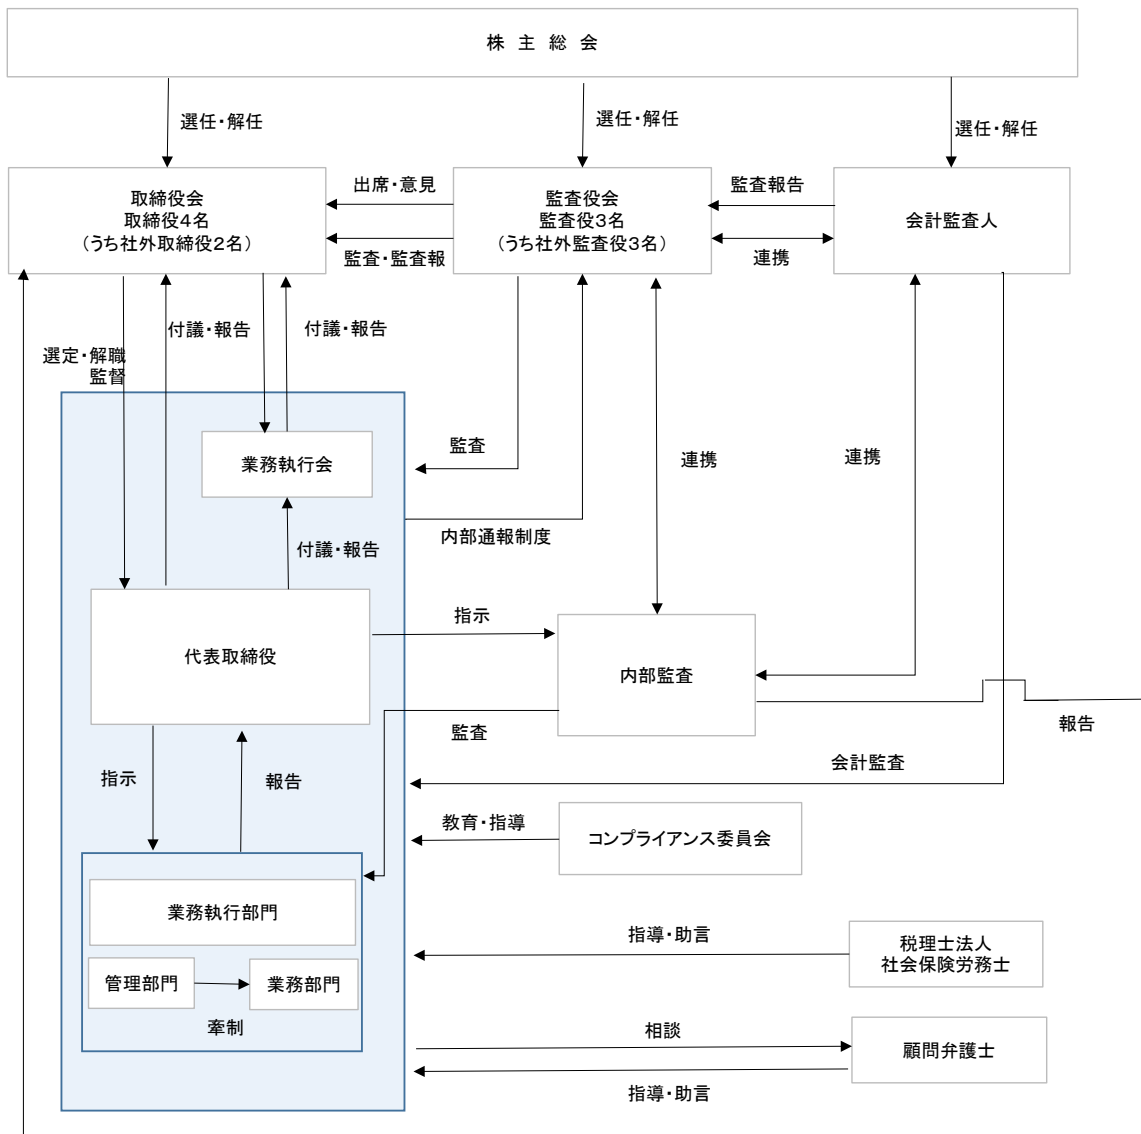 株 主 総 会
選任・解任
選任・解任
選任・解任
取締役会
取締役4名
（うち社外取締役2名）
出席・意見
監査・監査報
監査役会
監査役3名
（うち社外監査役3名）
監査報告
連携
会計監査人
選定・解職
監督
付議・報告
付議・報告
業務執行会
監査
内部通報制度
連携
連携
付議・報告
代表取締役
指示
内部監査
監査
報告
指示
報告
会計監査
教育・指導
コンプライアンス委員会
業務執行部門
管理部門
業務部門
牽制
指導・助言
税理士法人
社会保険労務士
相談
顧問弁護士
指導・助言